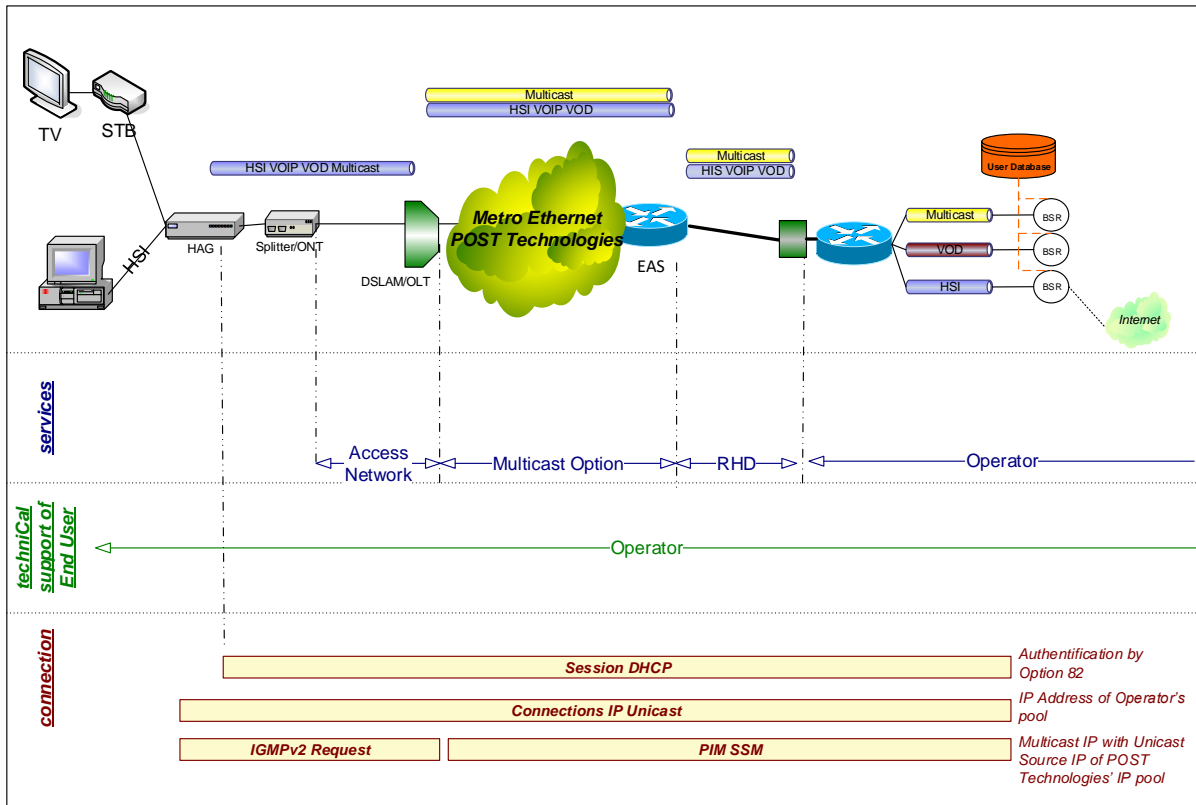 Multicast
HSI VOIP VOD
TV
STB
HSI VOIP VOD Multicast
Multicast
HIS VOIP VOD
User Database
Metro Ethernet
POST Technologies
Multicast
BSR
VOD
BSR
HSI
BSR
HSI
HAG
Splitter/ONT
DSLAM/OLT
EAS
Internet
services
Access
Network
Multicast Option
RHD
Operator
techniCal
support of
End User
Operator
connection
Session DHCP
Authentification by
Option 82
Connections IP Unicast
IP Address of Operator's
pool
IGMPv2 Request
PIM SSM
Multicast IP with Unicast
Source IP of POST
Technologies' IP pool